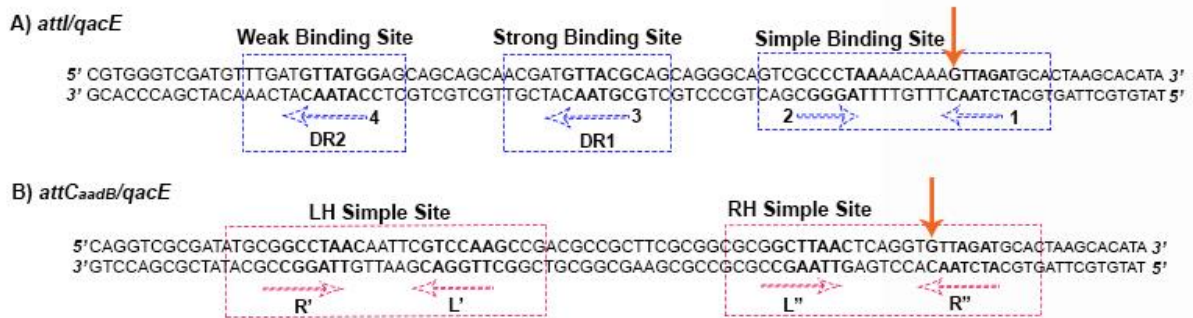 A) attI/qacE
Weak Binding Site Strong Binding Site Simple Binding Site
5' CGTGGGTCGATGTTTGATGTTATGGAGCAGCAGCAACGATGTTACGCAGCAGGGCAGTCGCCCTAAAACAAAGTTAGATGCACTAAGCACATA 3'
3' GCACCCAGCTACAAACTACAATACCTCGTCGTCGTTGCTACAATGCGTCGTCCCGTCAGCGGGATTTTGTTTCAATCTACGTGATTCGTGTAT 5'
4 3 2 1
DR2 DR1
B) attCaadB/qacE
LH Simple Site RH Simple Site
5'CAGGTCGCGATATGCGGCCTAACAATTCGTCCAAGCCGACGCCGCTTCGCGGCGCGGCTTAACTCAGGTGTTAGATGCACTAAGCACATA 3'
3'GTCCAGCGCTATACGCCGGATTGTTAAGCAGGTTCGGCTGCGGCGAAGCGCCGCGCCGAATTGAGTCCACAATCTACGTGATTCGTGTAT 5'
R' L' L" R"